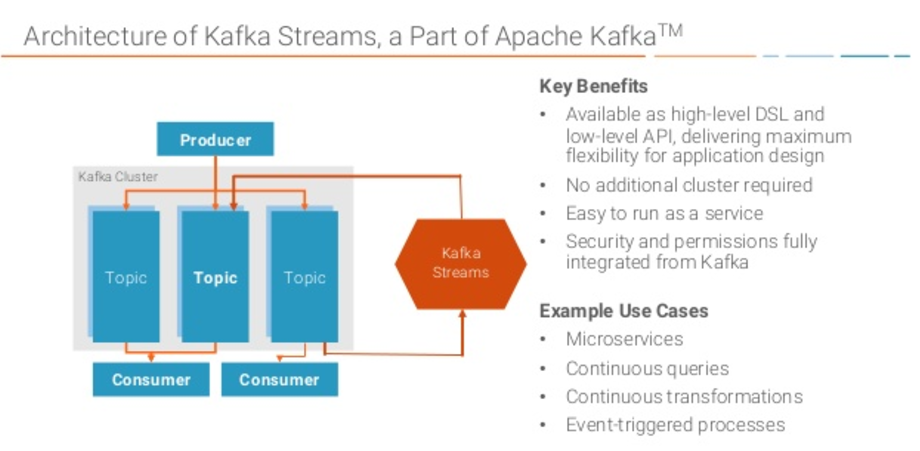 Architecture of Kafka Streams, a Part of Apache Kafka™
Producer
Kafka Cluster
Topic
Topic
Topic
Consumer
Consumer
Kafka
Streams
Key Benefits
• Available as high-level DSL and
low-level API, delivering maximum
flexibility for application design
• No additional cluster required
• Easy to run as a service
• Security and permissions fully
integrated from Kafka
Example Use Cases
• Microservices
• Continuous queries
• Continuous transformations
• Event-triggered processes